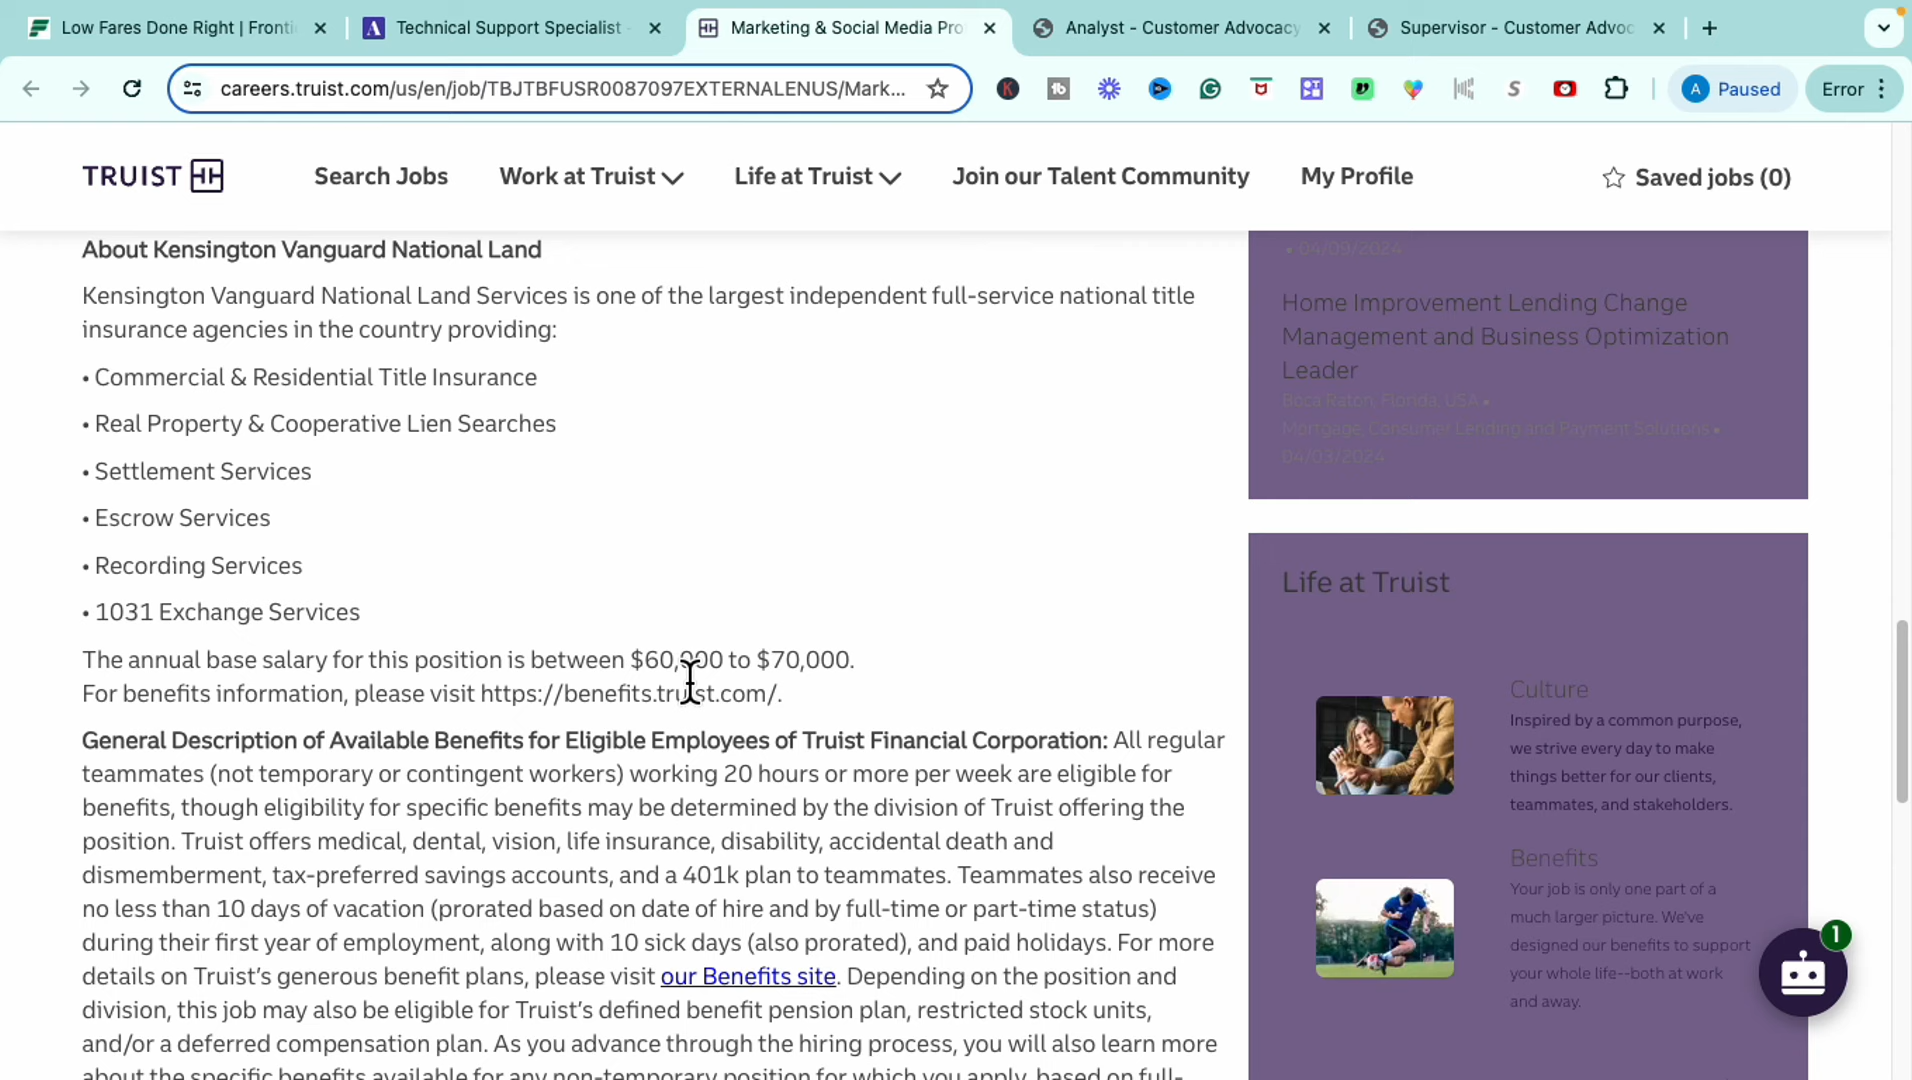 Low Fares Done Right | Fronti
Technical Support Specialist -
Marketing & Social Media Pro
Analyst - Customer Advocacy
Supervisor - Customer Advoc
careers.truist.com/us/en/job/TBJTBFUSR0087097EXTERNALENUS/Mark...
A Paused
Error
TRUIST
Search Jobs
Work at Truist
Life at Truist
Join our Talent Community
My Profile
Saved jobs (0)
About Kensington Vanguard National Land
Kensington Vanguard National Land Services is one of the largest independent full-service national title
insurance agencies in the country providing:
• Commercial & Residential Title Insurance
• Real Property & Cooperative Lien Searches
• Settlement Services
• Escrow Services
• Recording Services
• 1031 Exchange Services
The annual base salary for this position is between $60,000 to $70,000.
For benefits information, please visit https://benefits.truist.com/.
General Description of Available Benefits for Eligible Employees of Truist Financial Corporation: All regular
teammates (not temporary or contingent workers) working 20 hours or more per week are eligible for
benefits, though eligibility for specific benefits may be determined by the division of Truist offering the
position. Truist offers medical, dental, vision, life insurance, disability, accidental death and
dismemberment, tax-preferred savings accounts, and a 401k plan to teammates. Teammates also receive
no less than 10 days of vacation (prorated based on date of hire and by full-time or part-time status)
during their first year of employment, along with 10 sick days (also prorated), and paid holidays. For more
details on Truist’s generous benefit plans, please visit our Benefits site. Depending on the position and
division, this job may also be eligible for Truist’s defined benefit pension plan, restricted stock units,
and/or a deferred compensation plan. As you advance through the hiring process, you will also learn more
about the specific benefits available for any non-temporary position for which you apply, based on full-
• 04/09/2024
Home Improvement Lending Change
Management and Business Optimization
Leader
Boca Raton, Florida, USA •
Mortgage, Consumer Lending and Payment Solutions •
04/03/2024
Life at Truist
Culture
Inspired by a common purpose,
we strive every day to make
things better for our clients,
teammates, and stakeholders.
Benefits
Your job is only one part of a
much larger picture. We've
designed our benefits to support
your whole life--both at work
and away.
1